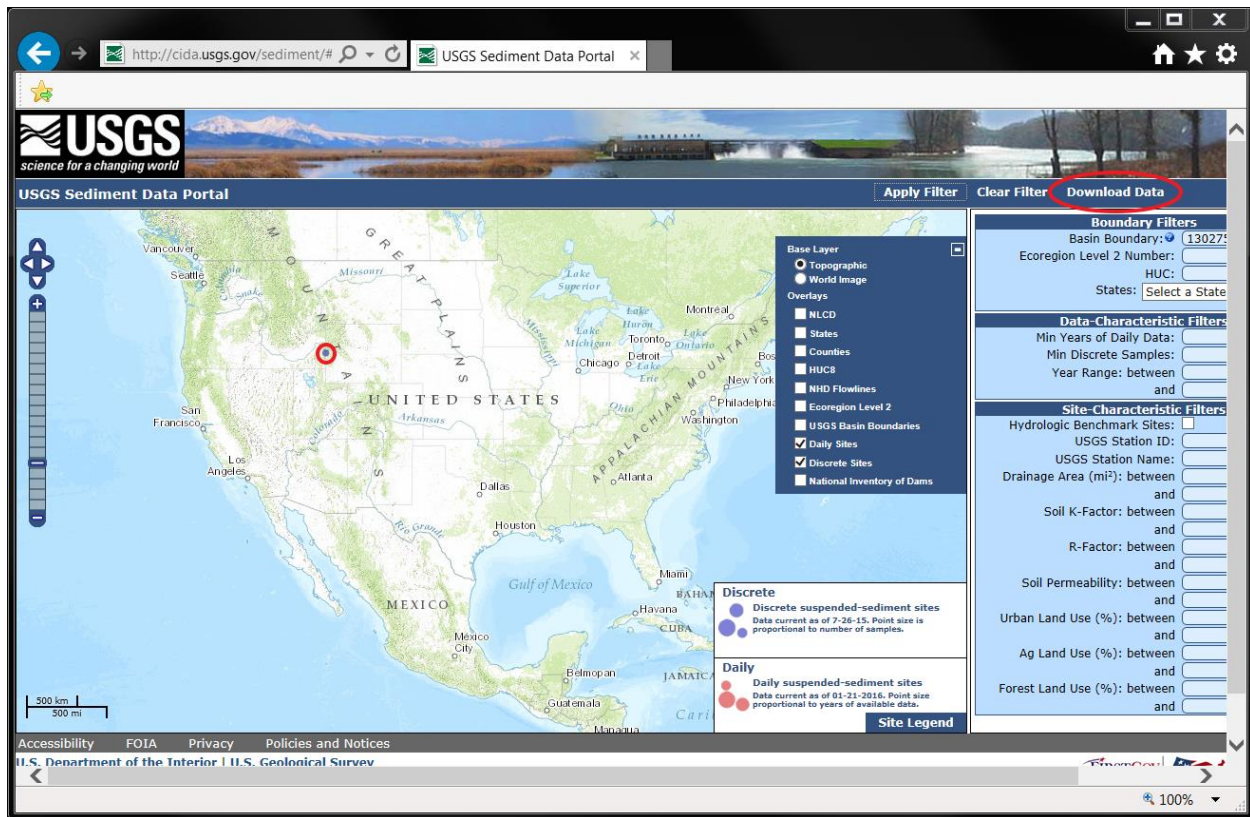 http://cida.usgs.gov/sediment/#
USGS Sediment Data Portal
USGS
science for a changing world
USGS Sediment Data Portal
Apply Filter Clear Filter Download Data
Vancouver
Seattle
Columbia
Snake
Missouri
GREAT PLAINS
Lake Superior
Lake Huron
Lake Michigan
Lake Ontario
Lake Erie
Montréal
Toronto
Detroit
Chicago
Mississippi
New York
Philadelphia
Washington
Ohio
APPALACHIAN MOUNTAINS
UNITED STATES
San Francisco
Los Angeles
Colorado
Arkansas
Dallas
Atlanta
Houston
Rio Grande
Miami
Gulf of Mexico
MEXICO
Havana
CUBA
México City
Belmopan
Guatemala
Managua
500 km
500 mi
Base Layer
Topographic
World Image
Overlays
NLCD
States
Counties
HUC8
NHD Flowlines
Ecoregion Level 2
USGS Basin Boundaries
Daily Sites
Discrete Sites
National Inventory of Dams
Discrete
Discrete suspended-sediment sites
Data current as of 7-26-15. Point size is
proportional to number of samples.
Daily
Daily suspended-sediment sites
Data current as of 01-21-2016. Point size
proportional to years of available data.
Site Legend
Boundary Filters
Basin Boundary: 130275
Ecoregion Level 2 Number:
HUC:
States: Select a State
Data-Characteristic Filters
Min Years of Daily Data:
Min Discrete Samples:
Year Range: between
and
Site-Characteristic Filters
Hydrologic Benchmark Sites:
USGS Station ID:
USGS Station Name:
Drainage Area (mi²): between
and
Soil K-Factor: between
and
R-Factor: between
and
Soil Permeability: between
and
Urban Land Use (%): between
and
Ag Land Use (%): between
and
Forest Land Use (%): between
and
Accessibility FOIA Privacy Policies and Notices
U.S. Department of the Interior | U.S. Geological Survey
100%